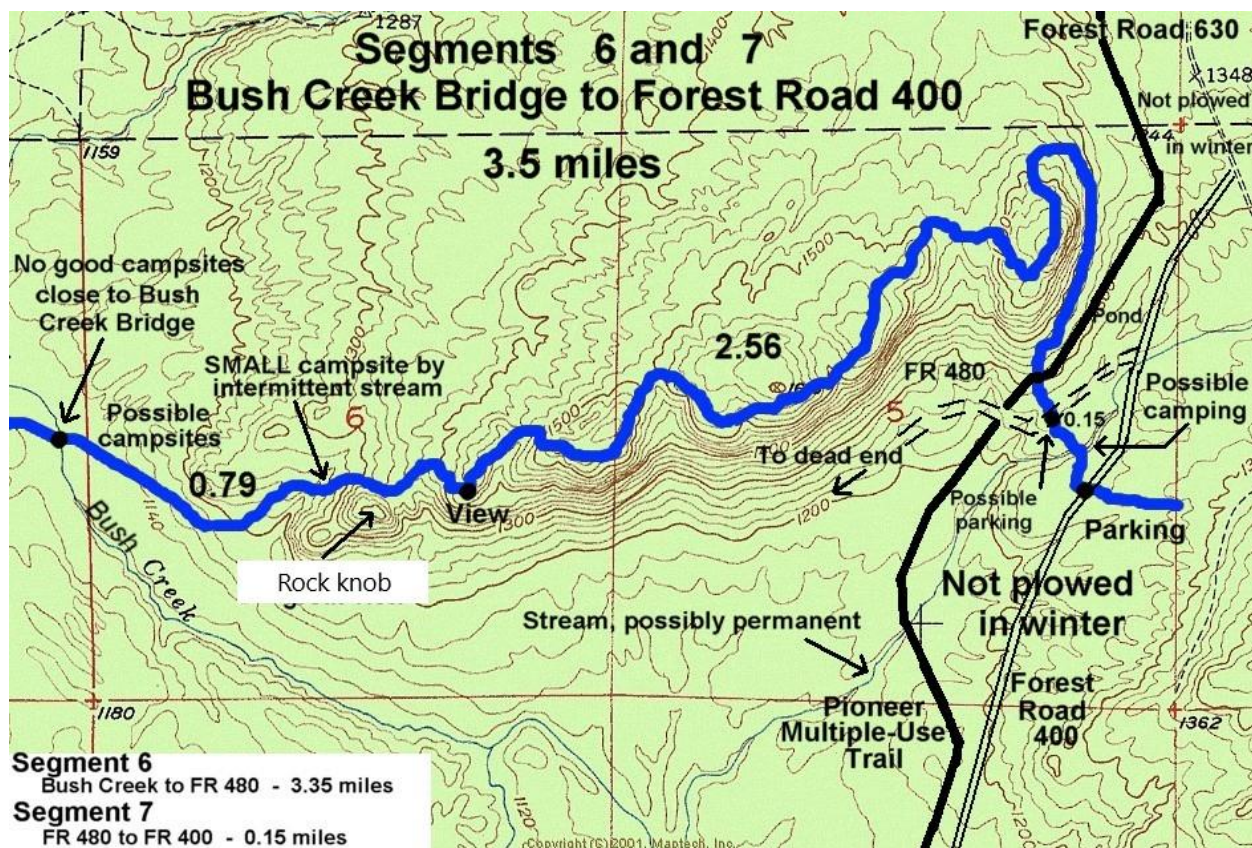 1287
Segments 6 and 7
Bush Creek Bridge to Forest Road 400
3.5 miles
Forest Road 630
1348
Not plowed
in winter
1159
1200
1400
1500
No good campsites
close to Bush
Creek Bridge
SMALL campsite by
intermittent stream
Possible
campsites
6
0.79
1140
Bush Creek
1500
View
1300
Rock knob
2.56
FR 480
5
Pond
Possible
camping
0.15
To dead end
1200
Possible
parking
Parking
Not plowed
in winter
Stream, possibly permanent
Pioneer
Multiple-Use
Trail
Forest
Road
400
1362
1180
1120
Segment 6
Bush Creek to FR 480 - 3.35 miles
Segment 7
FR 480 to FR 400 - 0.15 miles
Copyright (C) 2001, Maptech, Inc.